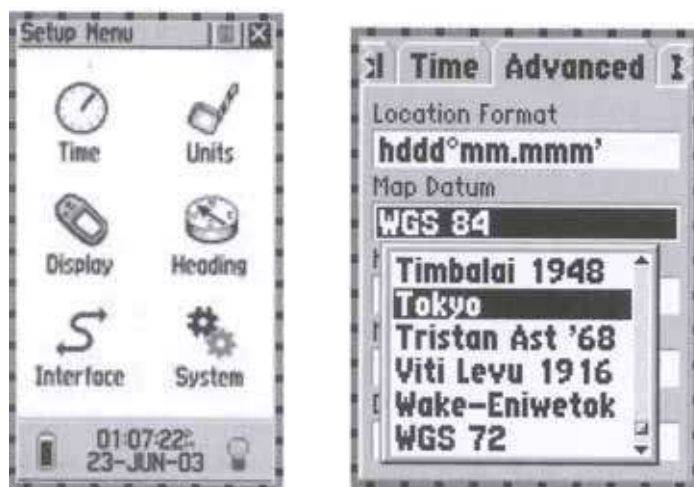 Setup Menu
Time
Units
Display
Heading
Interface
System
01:07:22
23-JUN-03
Time
Advanced
Location Format
hddd°mm.mmm'
Map Datum
WGS 84
Timbalai 1948
Tokyo
Tristan Ast '68
Viti Levu 1916
Wake-Eniwetok
WGS 72